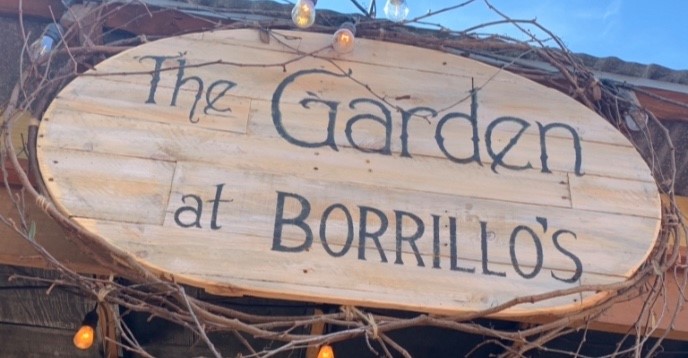 The Garden
at BORRILLO'S